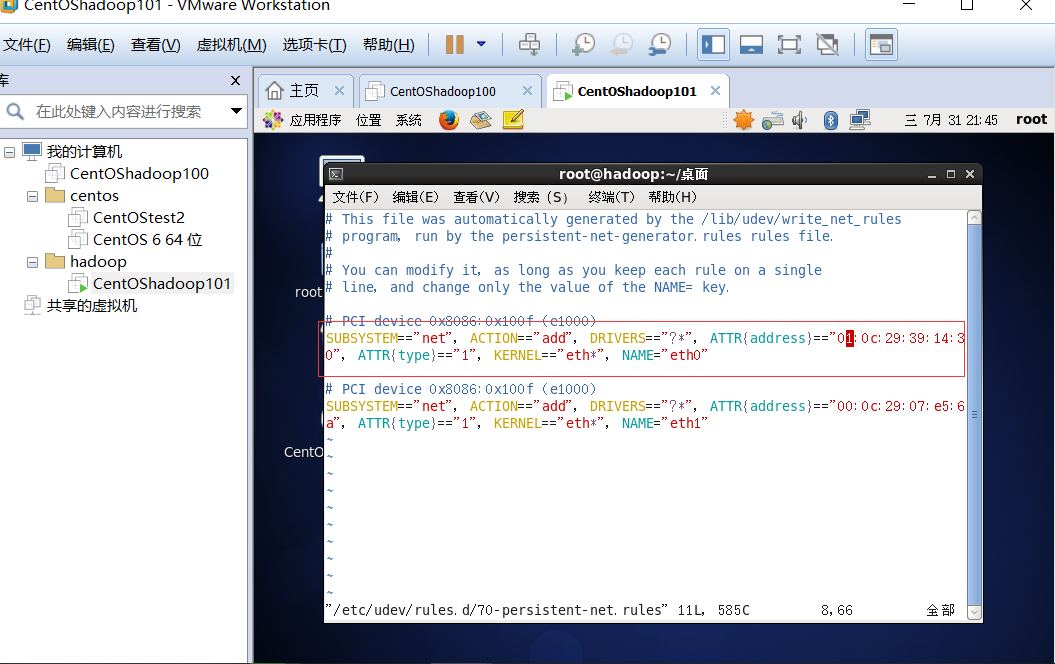 CentOShadoop101 - VMware Workstation
文件(F) 编辑(E) 查看(V) 虚拟机(M) 选项卡(T) 帮助(H)
库
在此处键入内容进行搜索
我的计算机
CentOShadoop100
centos
CentOStest2
CentOS 6 64 位
hadoop
CentOShadoop101
共享的虚拟机
主页 CentOShadoop100 CentOShadoop101
应用程序 位置 系统 三 7月 31 21:45 root
root
CentO
root@hadoop:~/桌面
文件(F) 编辑(E) 查看(V) 搜索 (S) 终端(T) 帮助(H)
# This file was automatically generated by the /lib/udev/write_net_rules
# program, run by the persistent-net-generator.rules rules file.
#
# You can modify it, as long as you keep each rule on a single
# line, and change only the value of the NAME= key.
# PCI device 0x8086:0x100f (e1000)
SUBSYSTEM=="net", ACTION=="add", DRIVERS=="?*", ATTR{address}=="01:0c:29:39:14:3
0", ATTR{type}=="1", KERNEL=="eth*", NAME="eth0"
# PCI device 0x8086:0x100f (e1000)
SUBSYSTEM=="net", ACTION=="add", DRIVERS=="?*", ATTR{address}=="00:0c:29:07:e5:6
a", ATTR{type}=="1", KERNEL=="eth*", NAME="eth1"
~
~
~
~
~
~
~
~
~
~
"/etc/udev/rules.d/70-persistent-net.rules" 11L, 585C 8,66 全部